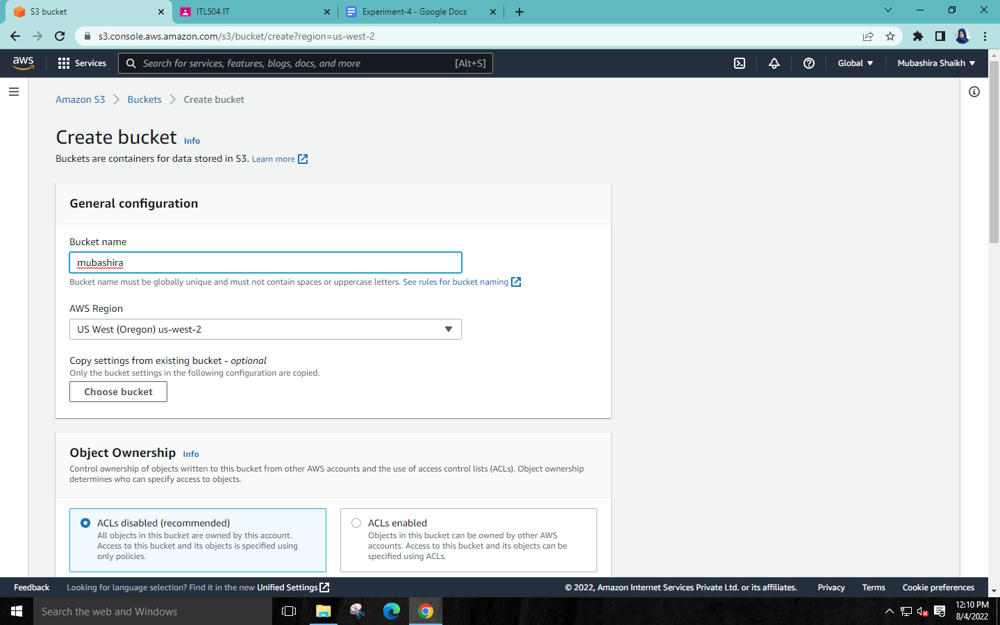 S3 bucket
ITL504 IT
Experiment-4 - Google Docs
s3.console.aws.amazon.com/s3/bucket/create?region=us-west-2
aws
Services
Search for services, features, blogs, docs, and more
[Alt+S]
Global
Mubashira Shaikh
Amazon S3
Buckets
Create bucket
Create bucket Info
Buckets are containers for data stored in S3. Learn more
General configuration
Bucket name
mubashira
Bucket name must be globally unique and must not contain spaces or uppercase letters. See rules for bucket naming
AWS Region
US West (Oregon) us-west-2
Copy settings from existing bucket - optional
Only the bucket settings in the following configuration are copied.
Choose bucket
Object Ownership Info
Control ownership of objects written to this bucket from other AWS accounts and the use of access control lists (ACLs). Object ownership
determines who can specify access to objects.
ACLs disabled (recommended)
All objects in this bucket are owned by this account.
Access to this bucket and its objects is specified using
only policies.
ACLs enabled
Objects in this bucket can be owned by other AWS
accounts. Access to this bucket and its objects can be
specified using ACLs.
Feedback
Looking for language selection? Find it in the new Unified Settings
© 2022, Amazon Internet Services Private Ltd. or its affiliates.
Privacy
Terms
Cookie preferences
Search the web and Windows
12:10 PM
8/4/2022